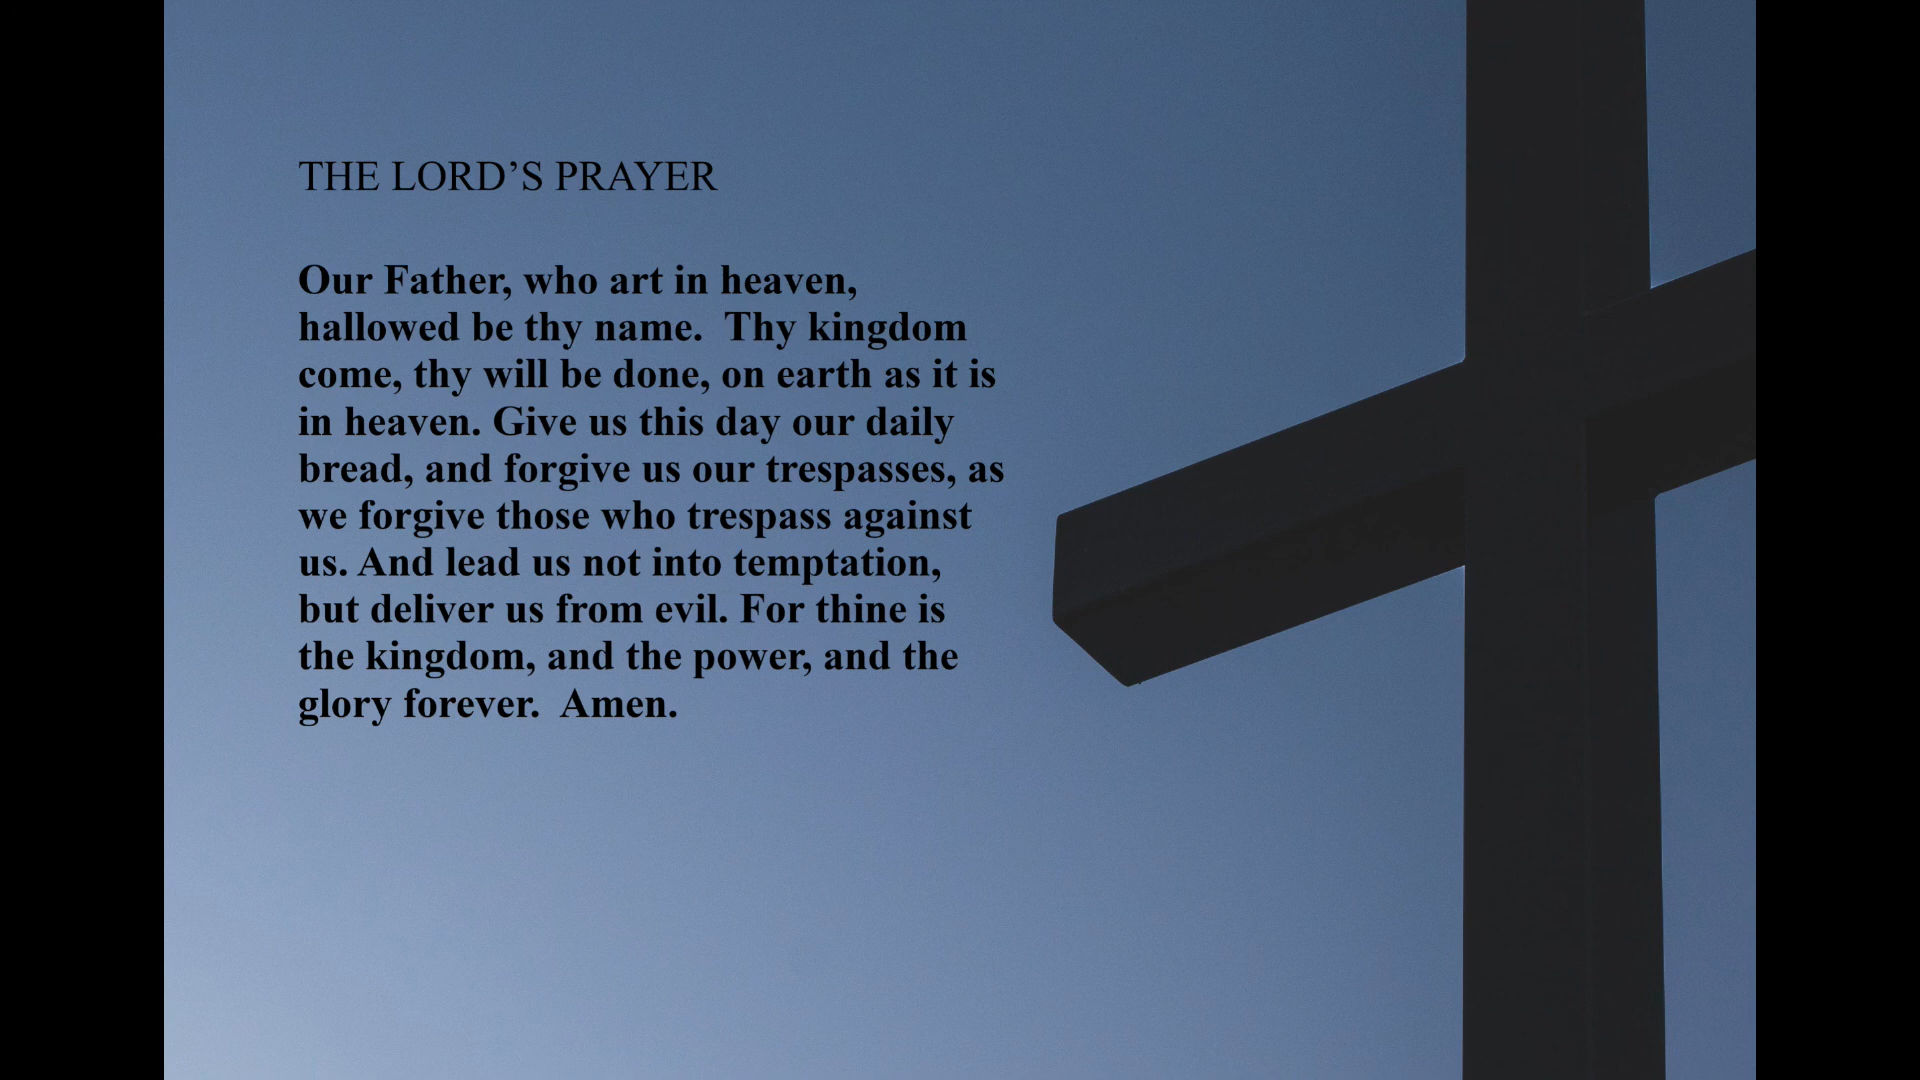 THE LORD’S PRAYER
Our Father, who art in heaven,
hallowed be thy name.  Thy kingdom
come, thy will be done, on earth as it is
in heaven. Give us this day our daily
bread, and forgive us our trespasses, as
we forgive those who trespass against
us. And lead us not into temptation,
but deliver us from evil. For thine is
the kingdom, and the power, and the
glory forever.  Amen.